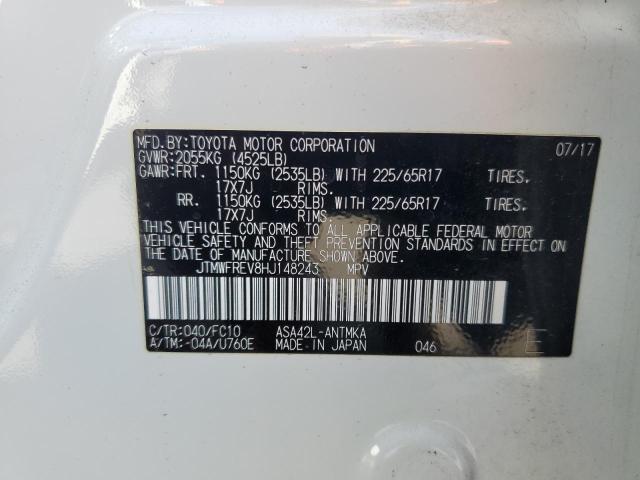 MFD.BY:TOYOTA MOTOR CORPORATION 07/17
GVWR:2055KG (4525LB)
GAWR:FRT. 1150KG (2535LB) WITH 225/65R17
17X7J RIMS.
RR. 1150KG (2535LB) WITH 225/65R17
17X7J RIMS.
THIS VEHICLE CONFORMS TO ALL APPLICABLE FEDERAL MOTOR
VEHICLE SAFETY AND THEFT PREVENTION STANDARDS IN EFFECT ON
THE DATE OF MANUFACTURE SHOWN ABOVE.
JTMWFREV8HJ148243 MPV
C/TR:040/FC10 ASA42L-ANTMKA
A/TM:-04A/U760E MADE IN JAPAN 046 E